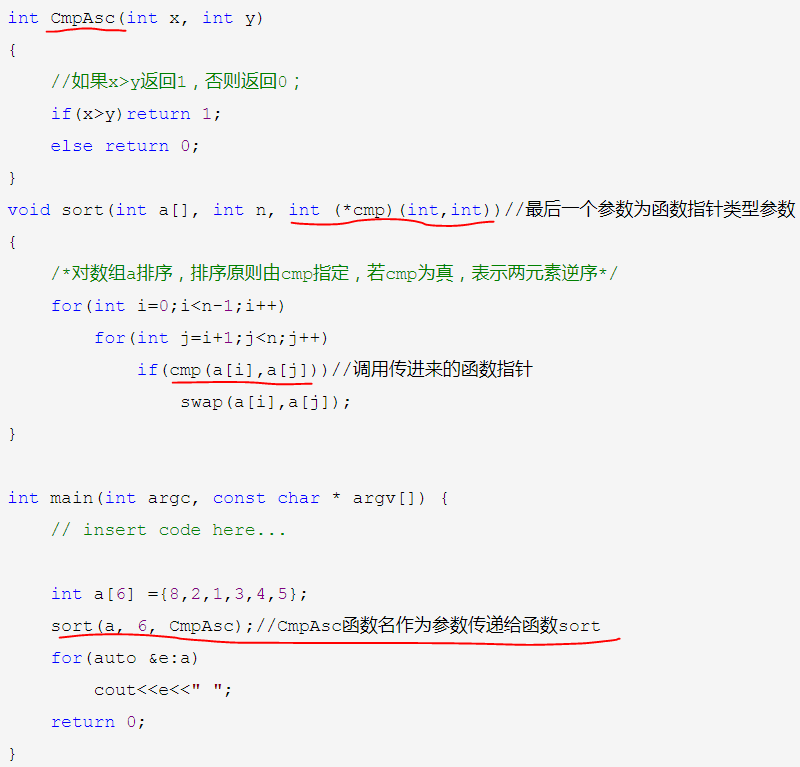 int CmpAsc(int x, int y)
{
    //如果x>y返回1，否则返回0；
    if(x>y)return 1;
    else return 0;
}
void sort(int a[], int n, int (*cmp)(int,int))//最后一个参数为函数指针类型参数
{
    /*对数组a排序，排序原则由cmp指定，若cmp为真，表示两元素逆序*/
    for(int i=0;i<n-1;i++)
        for(int j=i+1;j<n;j++)
            if(cmp(a[i],a[j]))//调用传进来的函数指针
                swap(a[i],a[j]);
}
int main(int argc, const char * argv[]) {
    // insert code here...
    int a[6] ={8,2,1,3,4,5};
    sort(a, 6, CmpAsc);//CmpAsc函数名作为参数传递给函数sort
    for(auto &e:a)
        cout<<e<<" ";
    return 0;
}